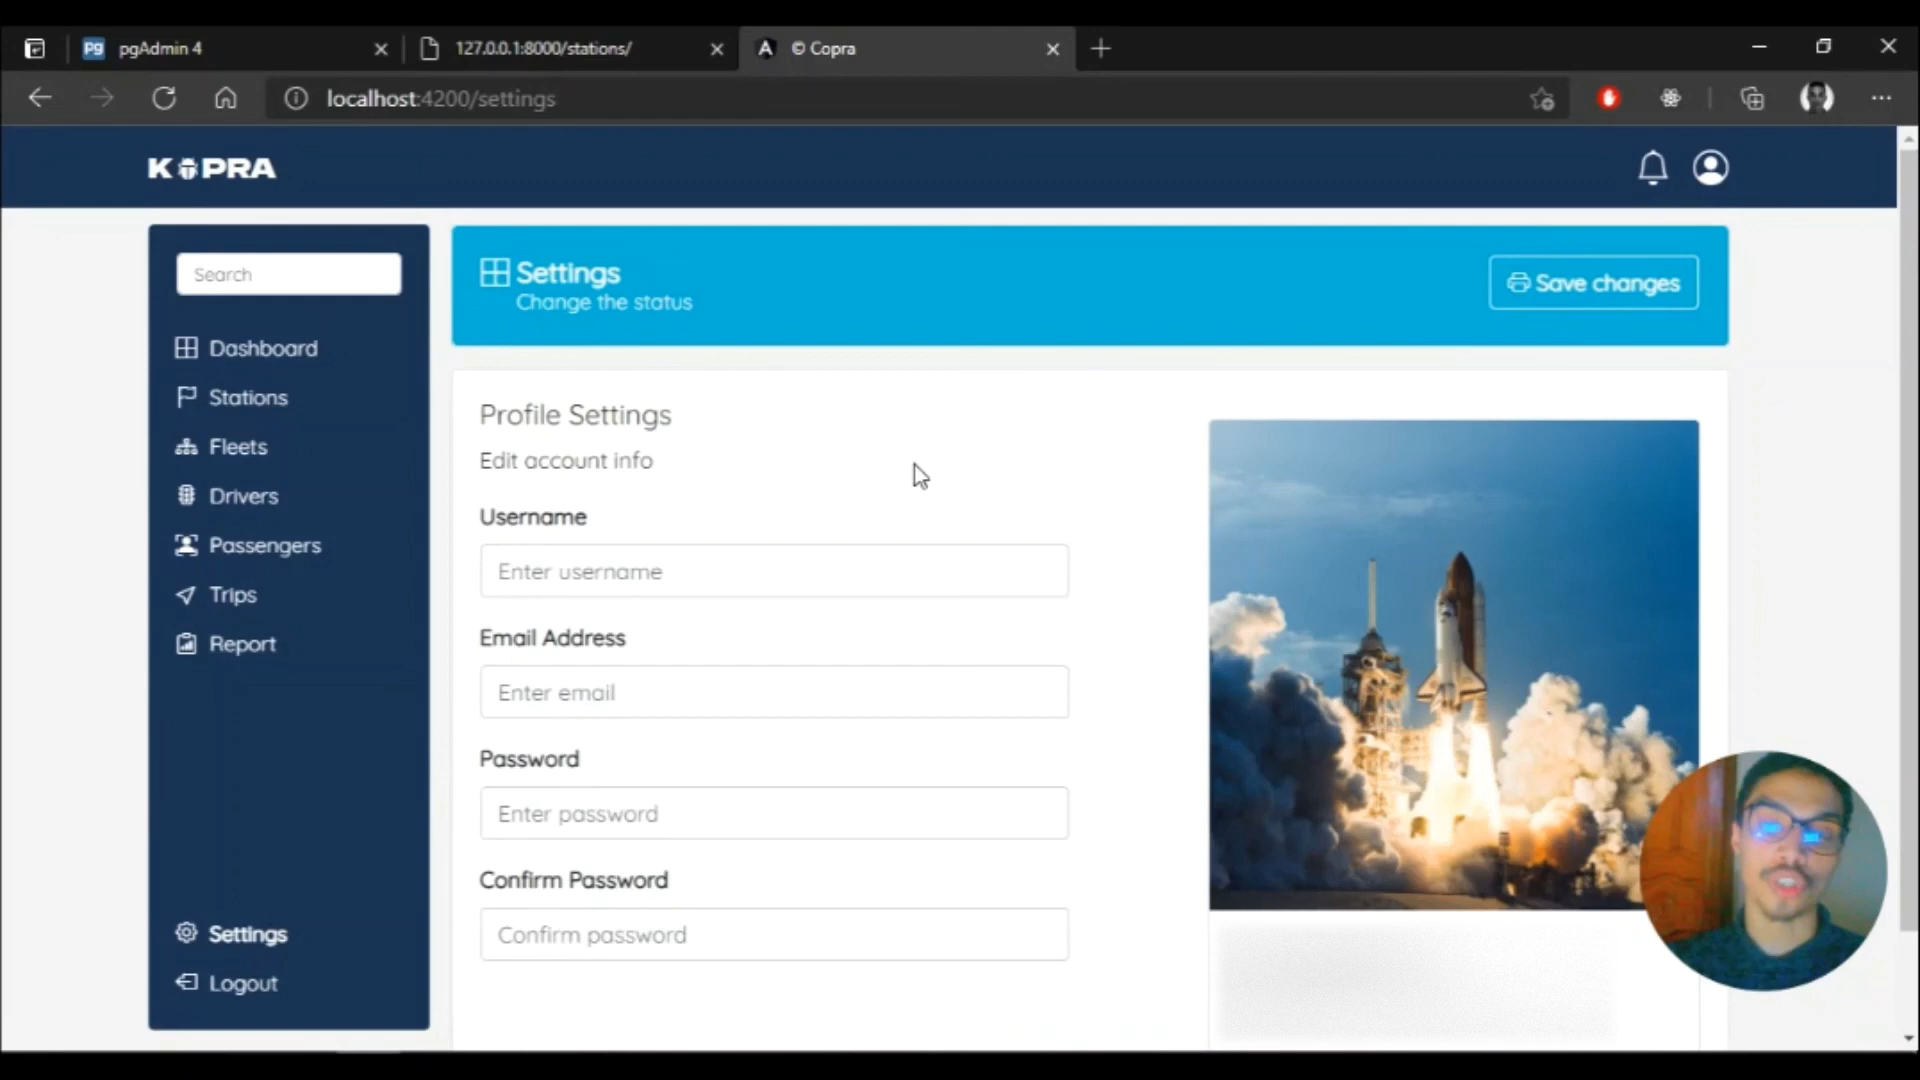 pgAdmin 4
127.0.0.1:8000/stations/
© Copra
localhost:4200/settings
KOPRA
Search
Dashboard
Stations
Fleets
Drivers
Passengers
Trips
Report
Settings
Logout
Settings
Change the status
Save changes
Profile Settings
Edit account info
Username
Enter username
Email Address
Enter email
Password
Enter password
Confirm Password
Confirm password